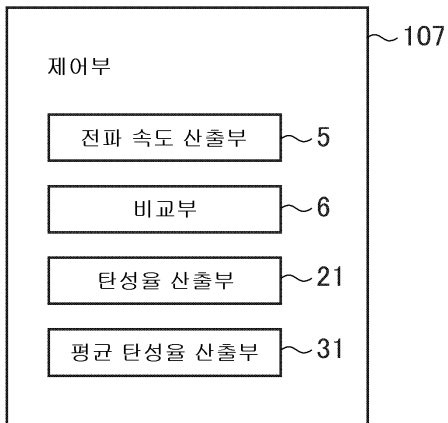 107
제어부
전파 속도 산출부 5
비교부 6
탄성율 산출부 21
평균 탄성율 산출부 31